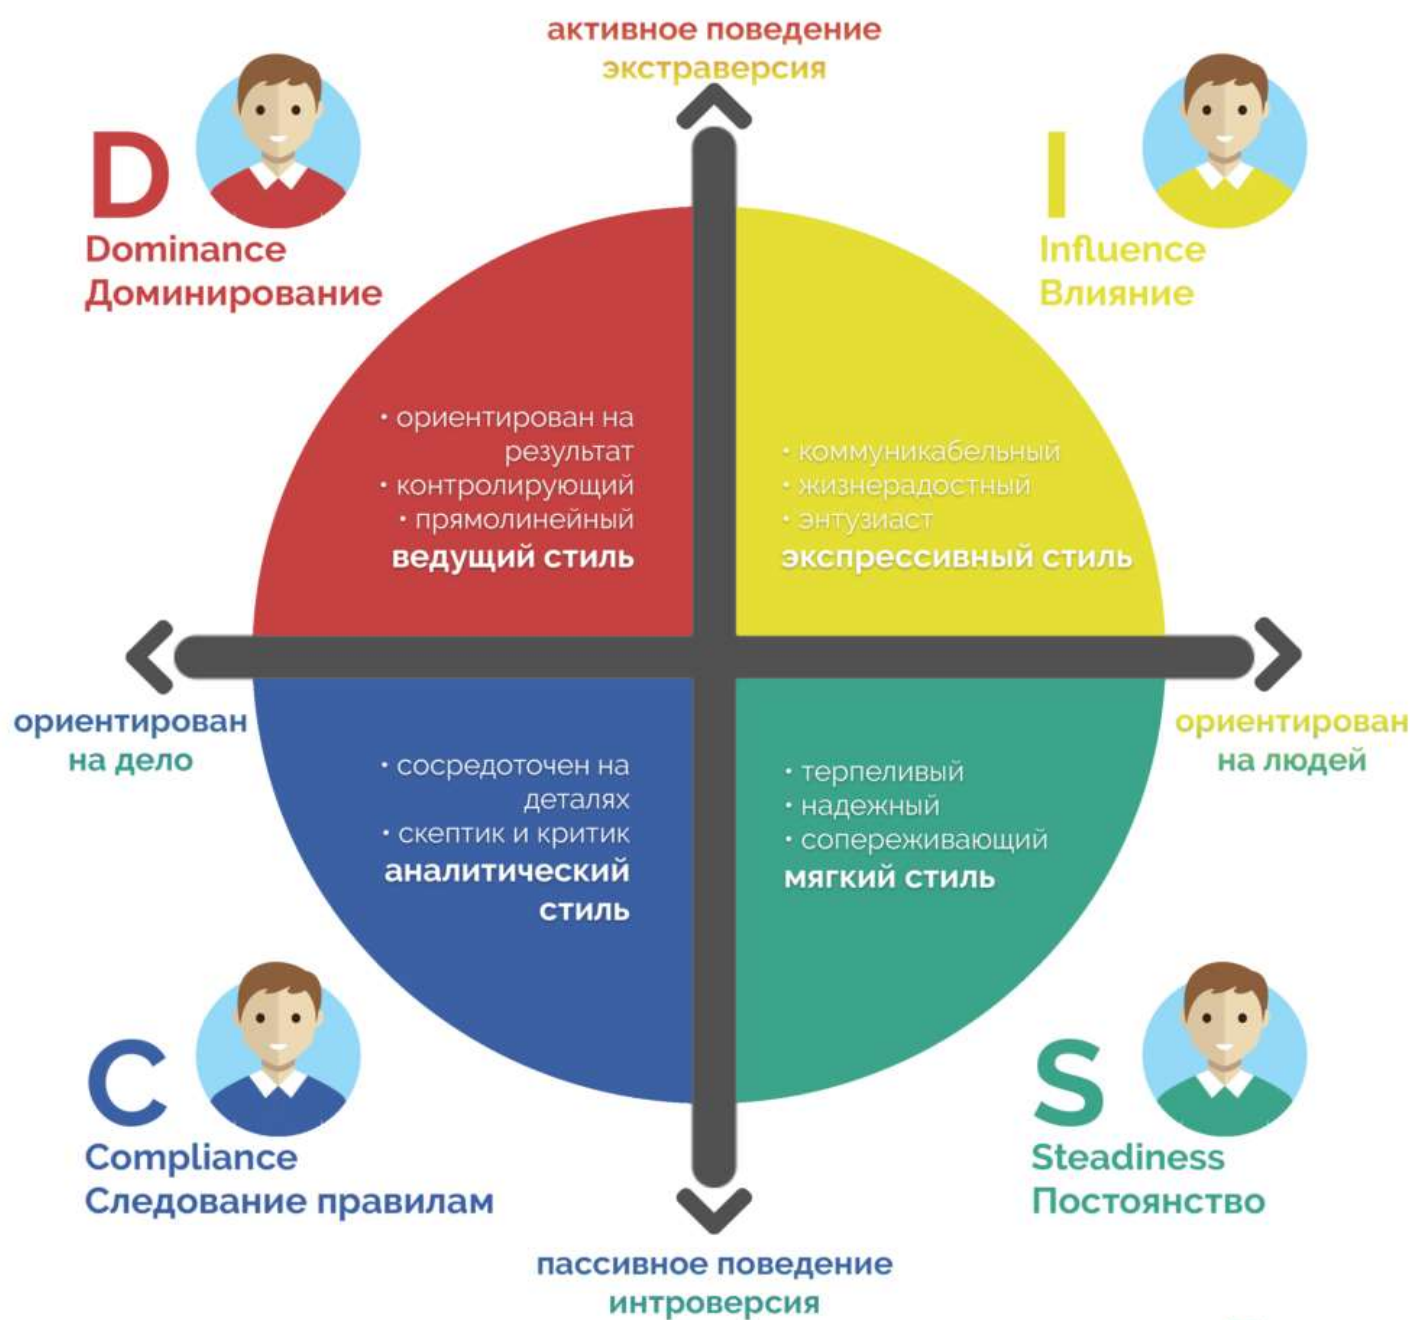 активное поведение
экстраверсия
D
Dominance
Доминирование
I
Influence
Влияние
• ориентирован на
результат
• контролирующий
• прямолинейный
ведущий стиль
• коммуникабельный
• жизнерадостный
• энтузиаст
экспрессивный стиль
ориентирован
на дело
ориентирован
на людей
• сосредоточен на
деталях
• скептик и критик
аналитический
стиль
• терпеливый
• надежный
• сопереживающий
мягкий стиль
C
Compliance
Следование правилам
S
Steadiness
Постоянство
пассивное поведение
интроверсия